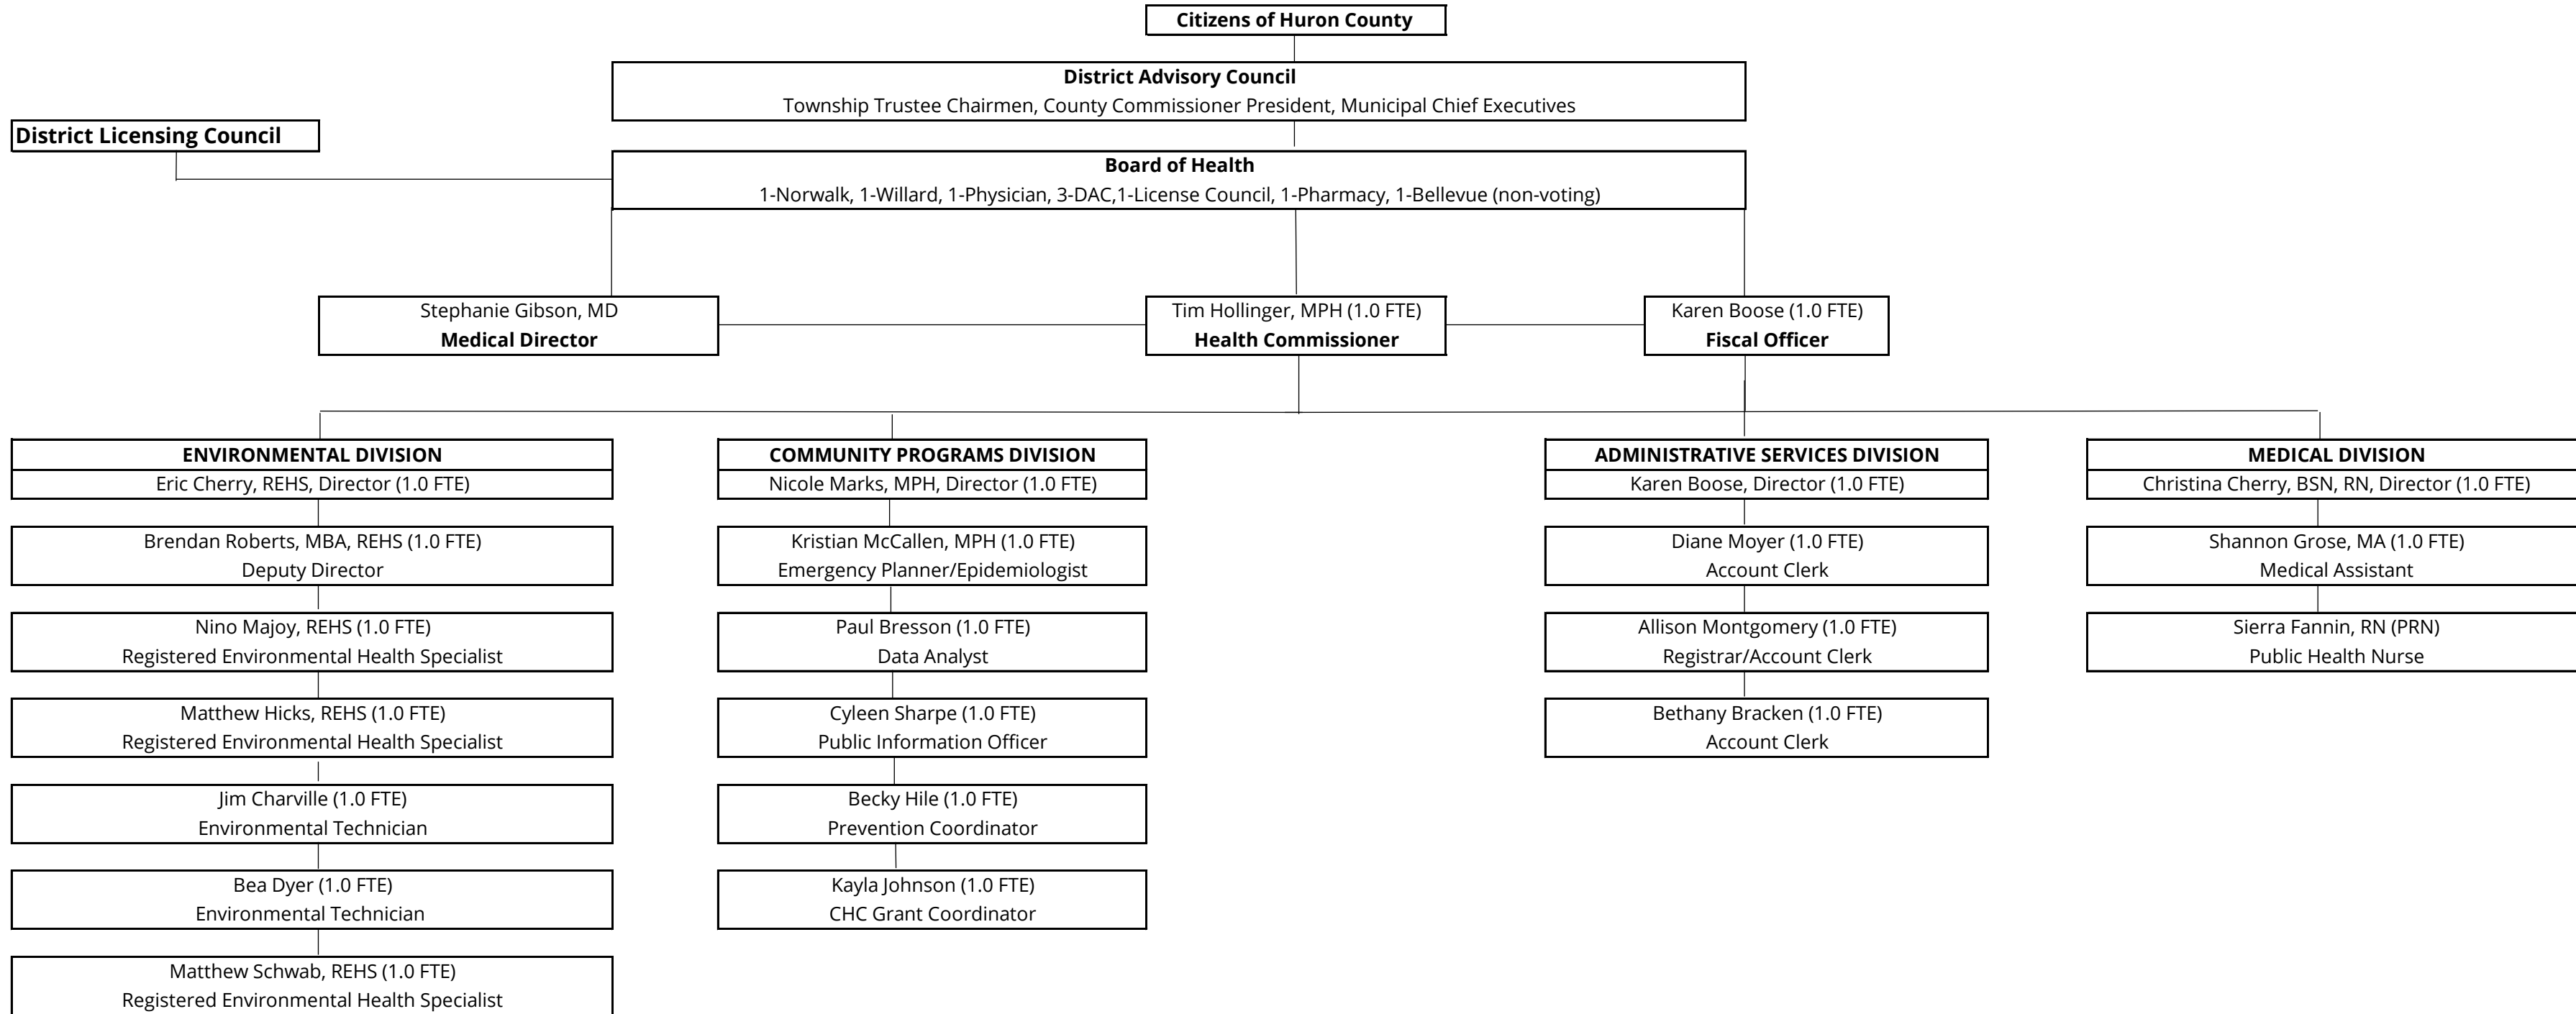 Citizens of Huron County
District Advisory Council
Township Trustee Chairmen, County Commissioner President, Municipal Chief Executives
District Licensing Council
Board of Health
1-Norwalk, 1-Willard, 1-Physician, 3-DAC,1-License Council, 1-Pharmacy, 1-Bellevue (non-voting)
Stephanie Gibson, MD
Medical Director
Tim Hollinger, MPH (1.0 FTE)
Health Commissioner
Karen Boose (1.0 FTE)
Fiscal Officer
ENVIRONMENTAL DIVISION
Eric Cherry, REHS, Director (1.0 FTE)
Brendan Roberts, MBA, REHS (1.0 FTE)
Deputy Director
Nino Majoy, REHS (1.0 FTE)
Registered Environmental Health Specialist
Matthew Hicks, REHS (1.0 FTE)
Registered Environmental Health Specialist
Jim Charville (1.0 FTE)
Environmental Technician
Bea Dyer (1.0 FTE)
Environmental Technician
Matthew Schwab, REHS (1.0 FTE)
Registered Environmental Health Specialist
COMMUNITY PROGRAMS DIVISION
Nicole Marks, MPH, Director (1.0 FTE)
Kristian McCallen, MPH (1.0 FTE)
Emergency Planner/Epidemiologist
Paul Bresson (1.0 FTE)
Data Analyst
Cyleen Sharpe (1.0 FTE)
Public Information Officer
Becky Hile (1.0 FTE)
Prevention Coordinator
Kayla Johnson (1.0 FTE)
CHC Grant Coordinator
ADMINISTRATIVE SERVICES DIVISION
Karen Boose, Director (1.0 FTE)
Diane Moyer (1.0 FTE)
Account Clerk
Allison Montgomery (1.0 FTE)
Registrar/Account Clerk
Bethany Bracken (1.0 FTE)
Account Clerk
MEDICAL DIVISION
Christina Cherry, BSN, RN, Director (1.0 FTE)
Shannon Grose, MA (1.0 FTE)
Medical Assistant
Sierra Fannin, RN (PRN)
Public Health Nurse